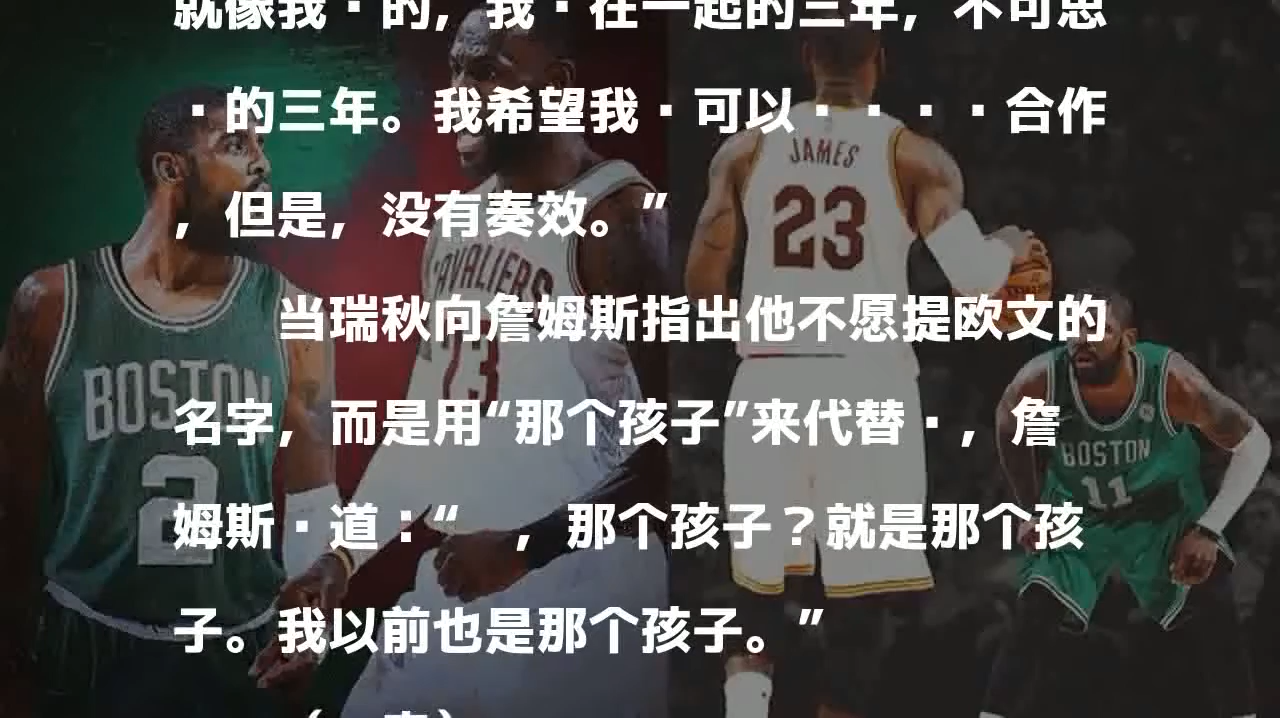 就像我·的，我·在一起的三年，不可思
·的三年。我希望我·可以····合作
，但是，没有奏效。”
当瑞秋向詹姆斯指出他不愿提欧文的
名字，而是用“那个孩子”来代替·，詹
姆斯·道：“ ，那个孩子？就是那个孩
子。我以前也是那个孩子。”
CAVALIERS
JAMES
23
BOSTON
2
BOSTON
11